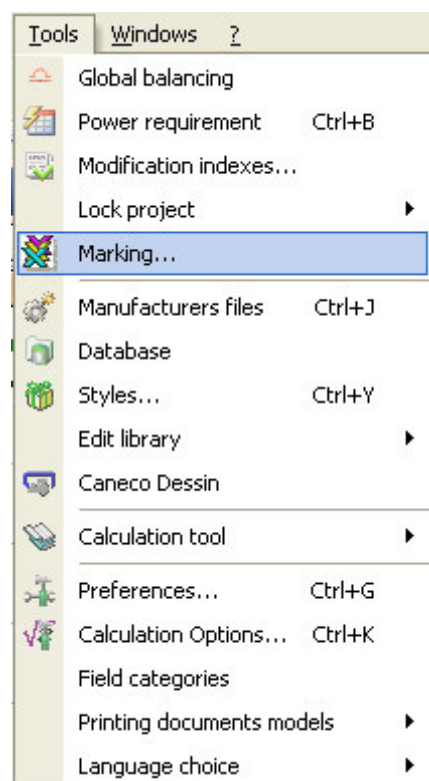 Tools Windows ?
Global balancing
Power requirement Ctrl+B
Modification indexes...
Lock project
Marking...
Manufacturers files Ctrl+J
Database
Styles... Ctrl+Y
Edit library
Caneco Dessin
Calculation tool
Preferences... Ctrl+G
Calculation Options... Ctrl+K
Field categories
Printing documents models
Language choice